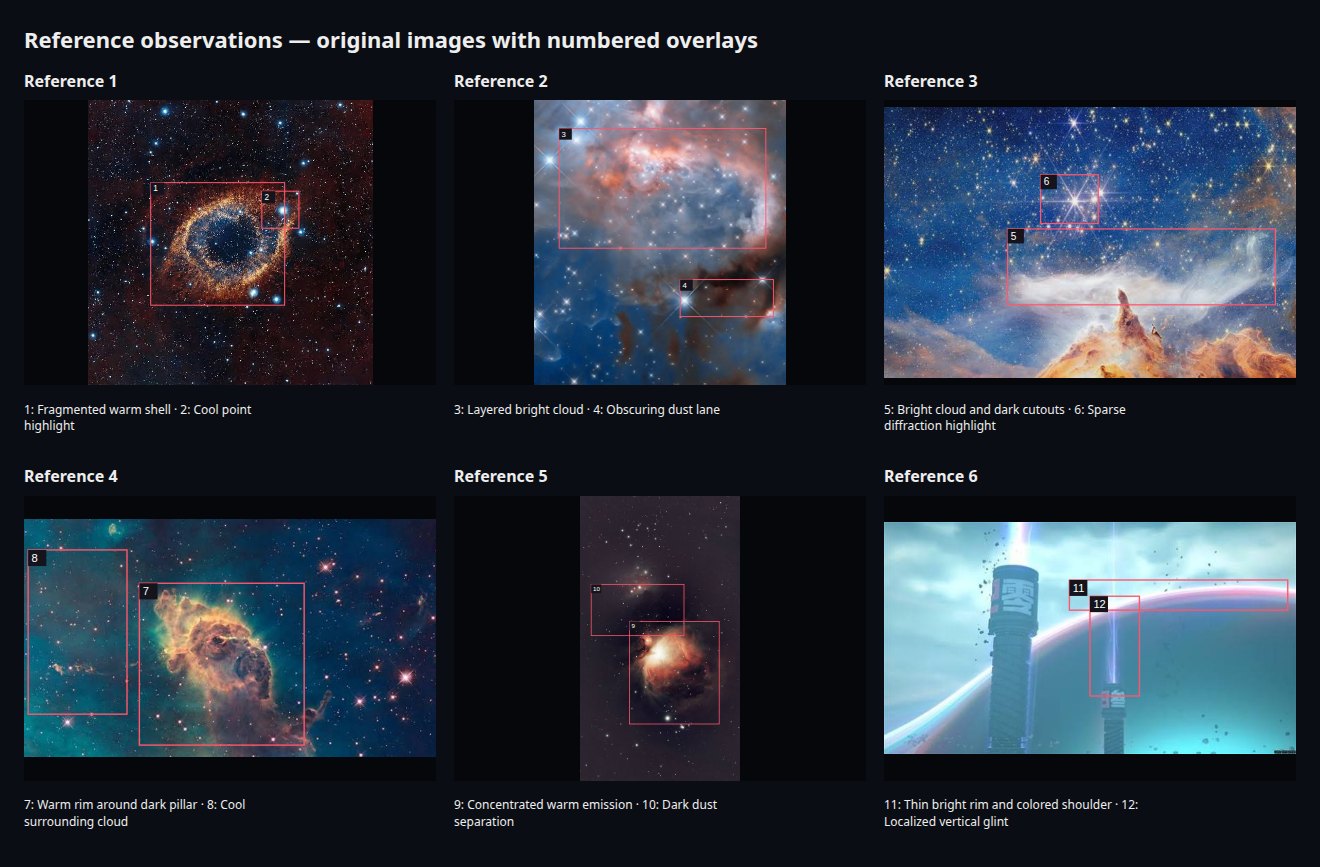 Reference observations — original images with numbered overlays
Reference 1
Reference 2
Reference 3
1
2
3
4
5
6
1: Fragmented warm shell · 2: Cool point
highlight
3: Layered bright cloud · 4: Obscuring dust lane
5: Bright cloud and dark cutouts · 6: Sparse
diffraction highlight
Reference 4
Reference 5
Reference 6
7
8
9
10
11
12
零
7: Warm rim around dark pillar · 8: Cool
surrounding cloud
9: Concentrated warm emission · 10: Dark dust
separation
11: Thin bright rim and colored shoulder · 12:
Localized vertical glint